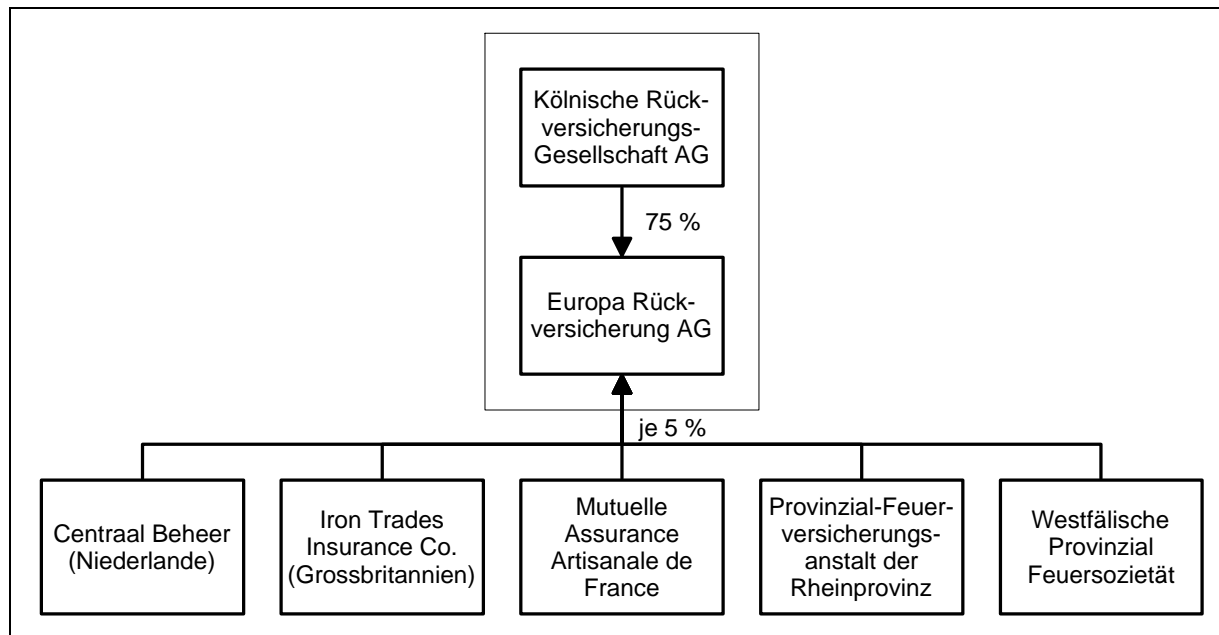 Kölnische Rück-
versicherungs-
Gesellschaft AG
75 %
Europa Rück-
versicherung AG
je 5 %
Centraal Beheer
(Niederlande)
Iron Trades
Insurance Co.
(Grossbritannien)
Mutuelle
Assurance
Artisanale de
France
Provinzial-Feuer-
versicherungs-
anstalt der
Rheinprovinz
Westfälische
Provinzial
Feuersozietät